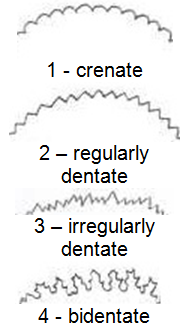 1 - crenate
2 – regularly
dentate
3 – irregularly
dentate
4 - bidentate